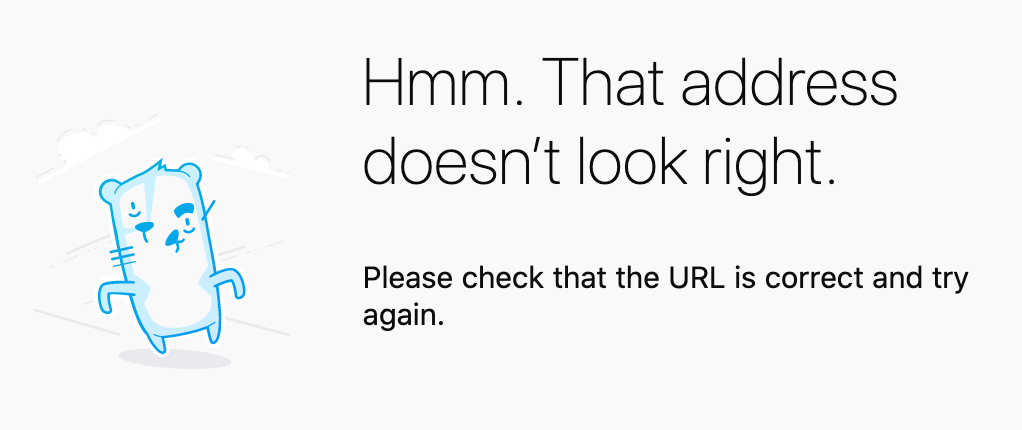 Hmm. That address
doesn’t look right.
Please check that the URL is correct and try
again.